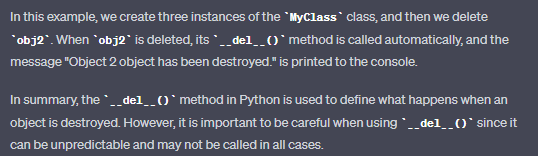 In this example, we create three instances of the `MyClass` class, and then we delete
`obj2`. When `obj2` is deleted, its `__del__()` method is called automatically, and the
message "Object 2 object has been destroyed." is printed to the console.
In summary, the `__del__()` method in Python is used to define what happens when an
object is destroyed. However, it is important to be careful when using `__del__()` since it
can be unpredictable and may not be called in all cases.